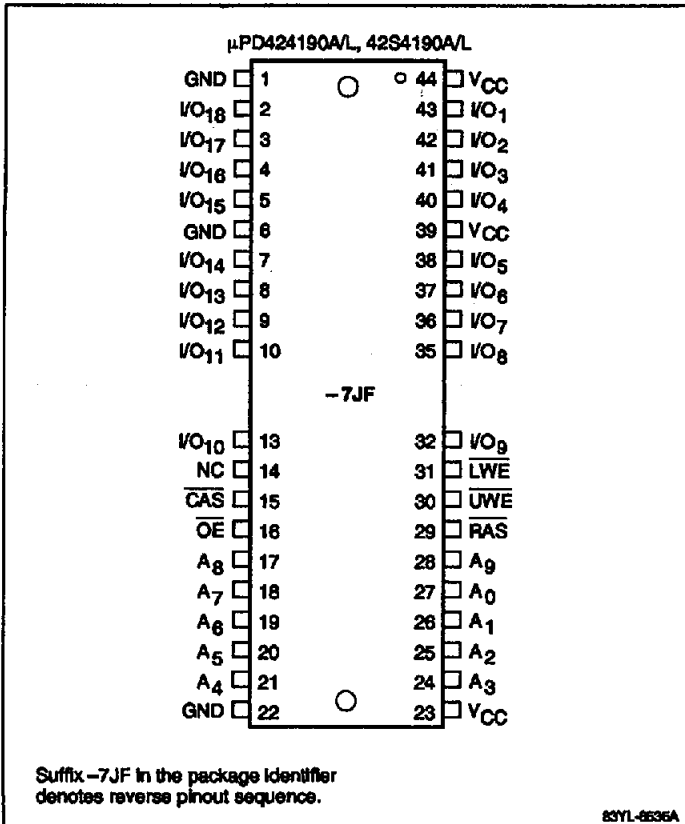 μPD424190A/L, 42S4190A/L
GND 1 44 VCC
I/O18 2 43 I/O1
I/O17 3 42 I/O2
I/O16 4 41 I/O3
I/O15 5 40 I/O4
GND 6 39 VCC
I/O14 7 38 I/O5
I/O13 8 37 I/O6
I/O12 9 36 I/O7
I/O11 10 35 I/O8
–7JF
I/O10 13 32 I/O9
NC 14 31 LWE
CAS 15 30 UWE
OE 16 29 RAS
A8 17 28 A9
A7 18 27 A0
A6 19 26 A1
A5 20 25 A2
A4 21 24 A3
GND 22 23 VCC
Suffix –7JF in the package identifier
denotes reverse pinout sequence.
83YL-8636A